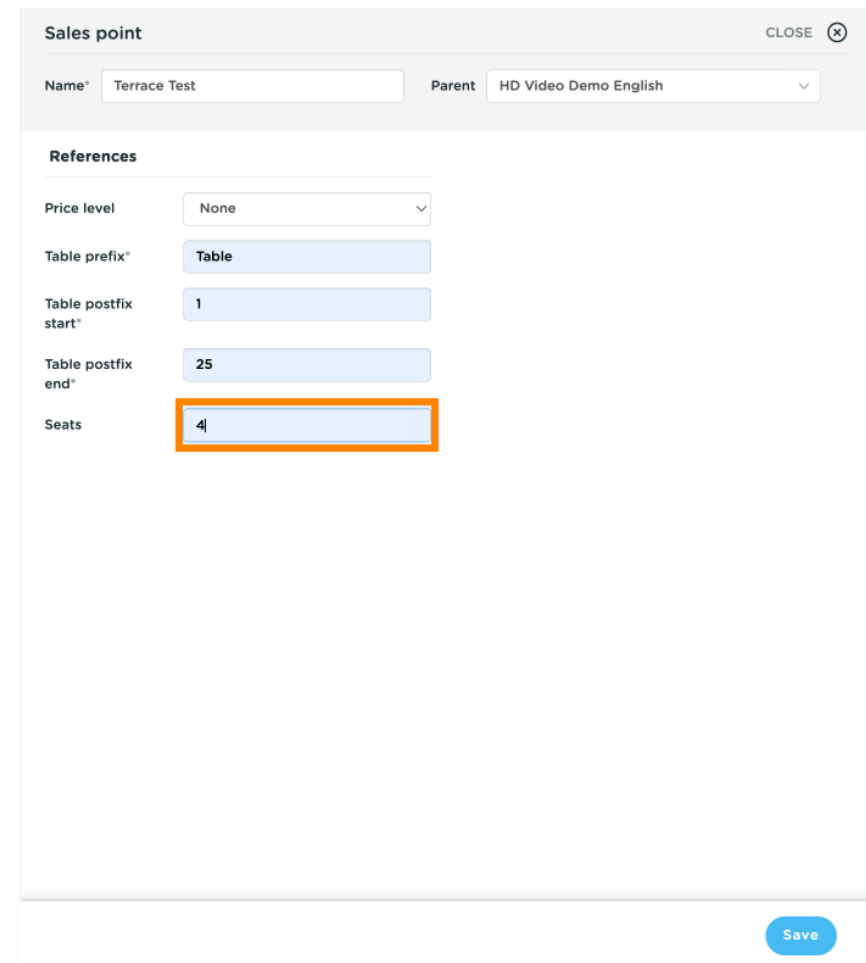 Sales point
CLOSE
Name* Terrace Test Parent HD Video Demo English
References
Price level None
Table prefix* Table
Table postfix start* 1
Table postfix end* 25
Seats 4
Save